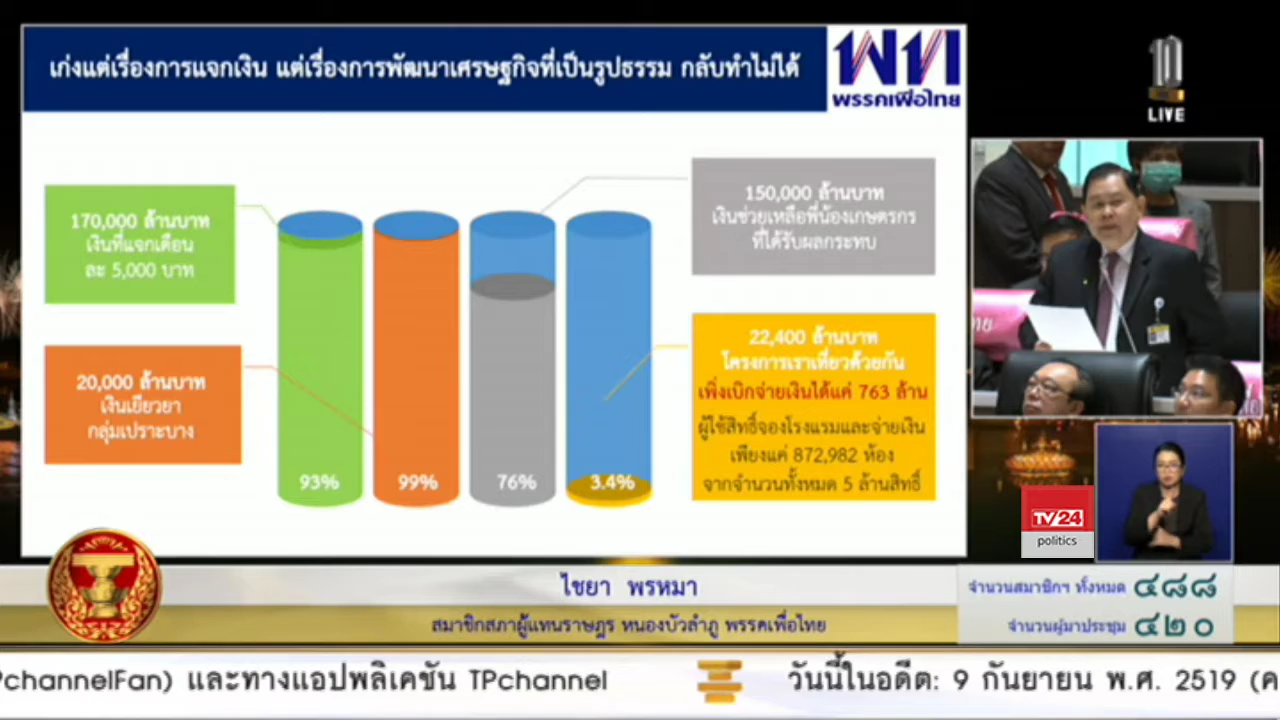 เก่งแต่เรื่องการแจกเงิน แต่เรื่องการพัฒนาเศรษฐกิจที่เป็นรูปธรรม กลับทำไม่ได้
พท
พรรคเพื่อไทย
10
LIVE
170,000 ล้านบาท
เงินที่แจกเดือน
ละ 5,000 บาท
150,000 ล้านบาท
เงินช่วยเหลือพี่น้องเกษตรกร
ที่ได้รับผลกระทบ
20,000 ล้านบาท
เงินเยียวยา
กลุ่มเปราะบาง
22,400 ล้านบาท
โครงการเราเที่ยวด้วยกัน
เพิ่งเบิกจ่ายเงินได้แค่ 763 ล้าน
ผู้ใช้สิทธิ์จองโรงแรมและจ่ายเงิน
เพียงแค่ 872,982 ห้อง
จากจำนวนทั้งหมด 5 ล้านสิทธิ์
93%
99%
76%
3.4%
TV24
politics
ไชยา พรหมา
สมาชิกสภาผู้แทนราษฎร หนองบัวลำภู พรรคเพื่อไทย
จำนวนสมาชิกฯ ทั้งหมด ๔๘๘
จำนวนผู้มาประชุม ๔๒๐
PchannelFan) และทางแอปพลิเคชัน TPchannel
วันนี้ในอดีต: 9 กันยายน พ.ศ. 2519 (ค